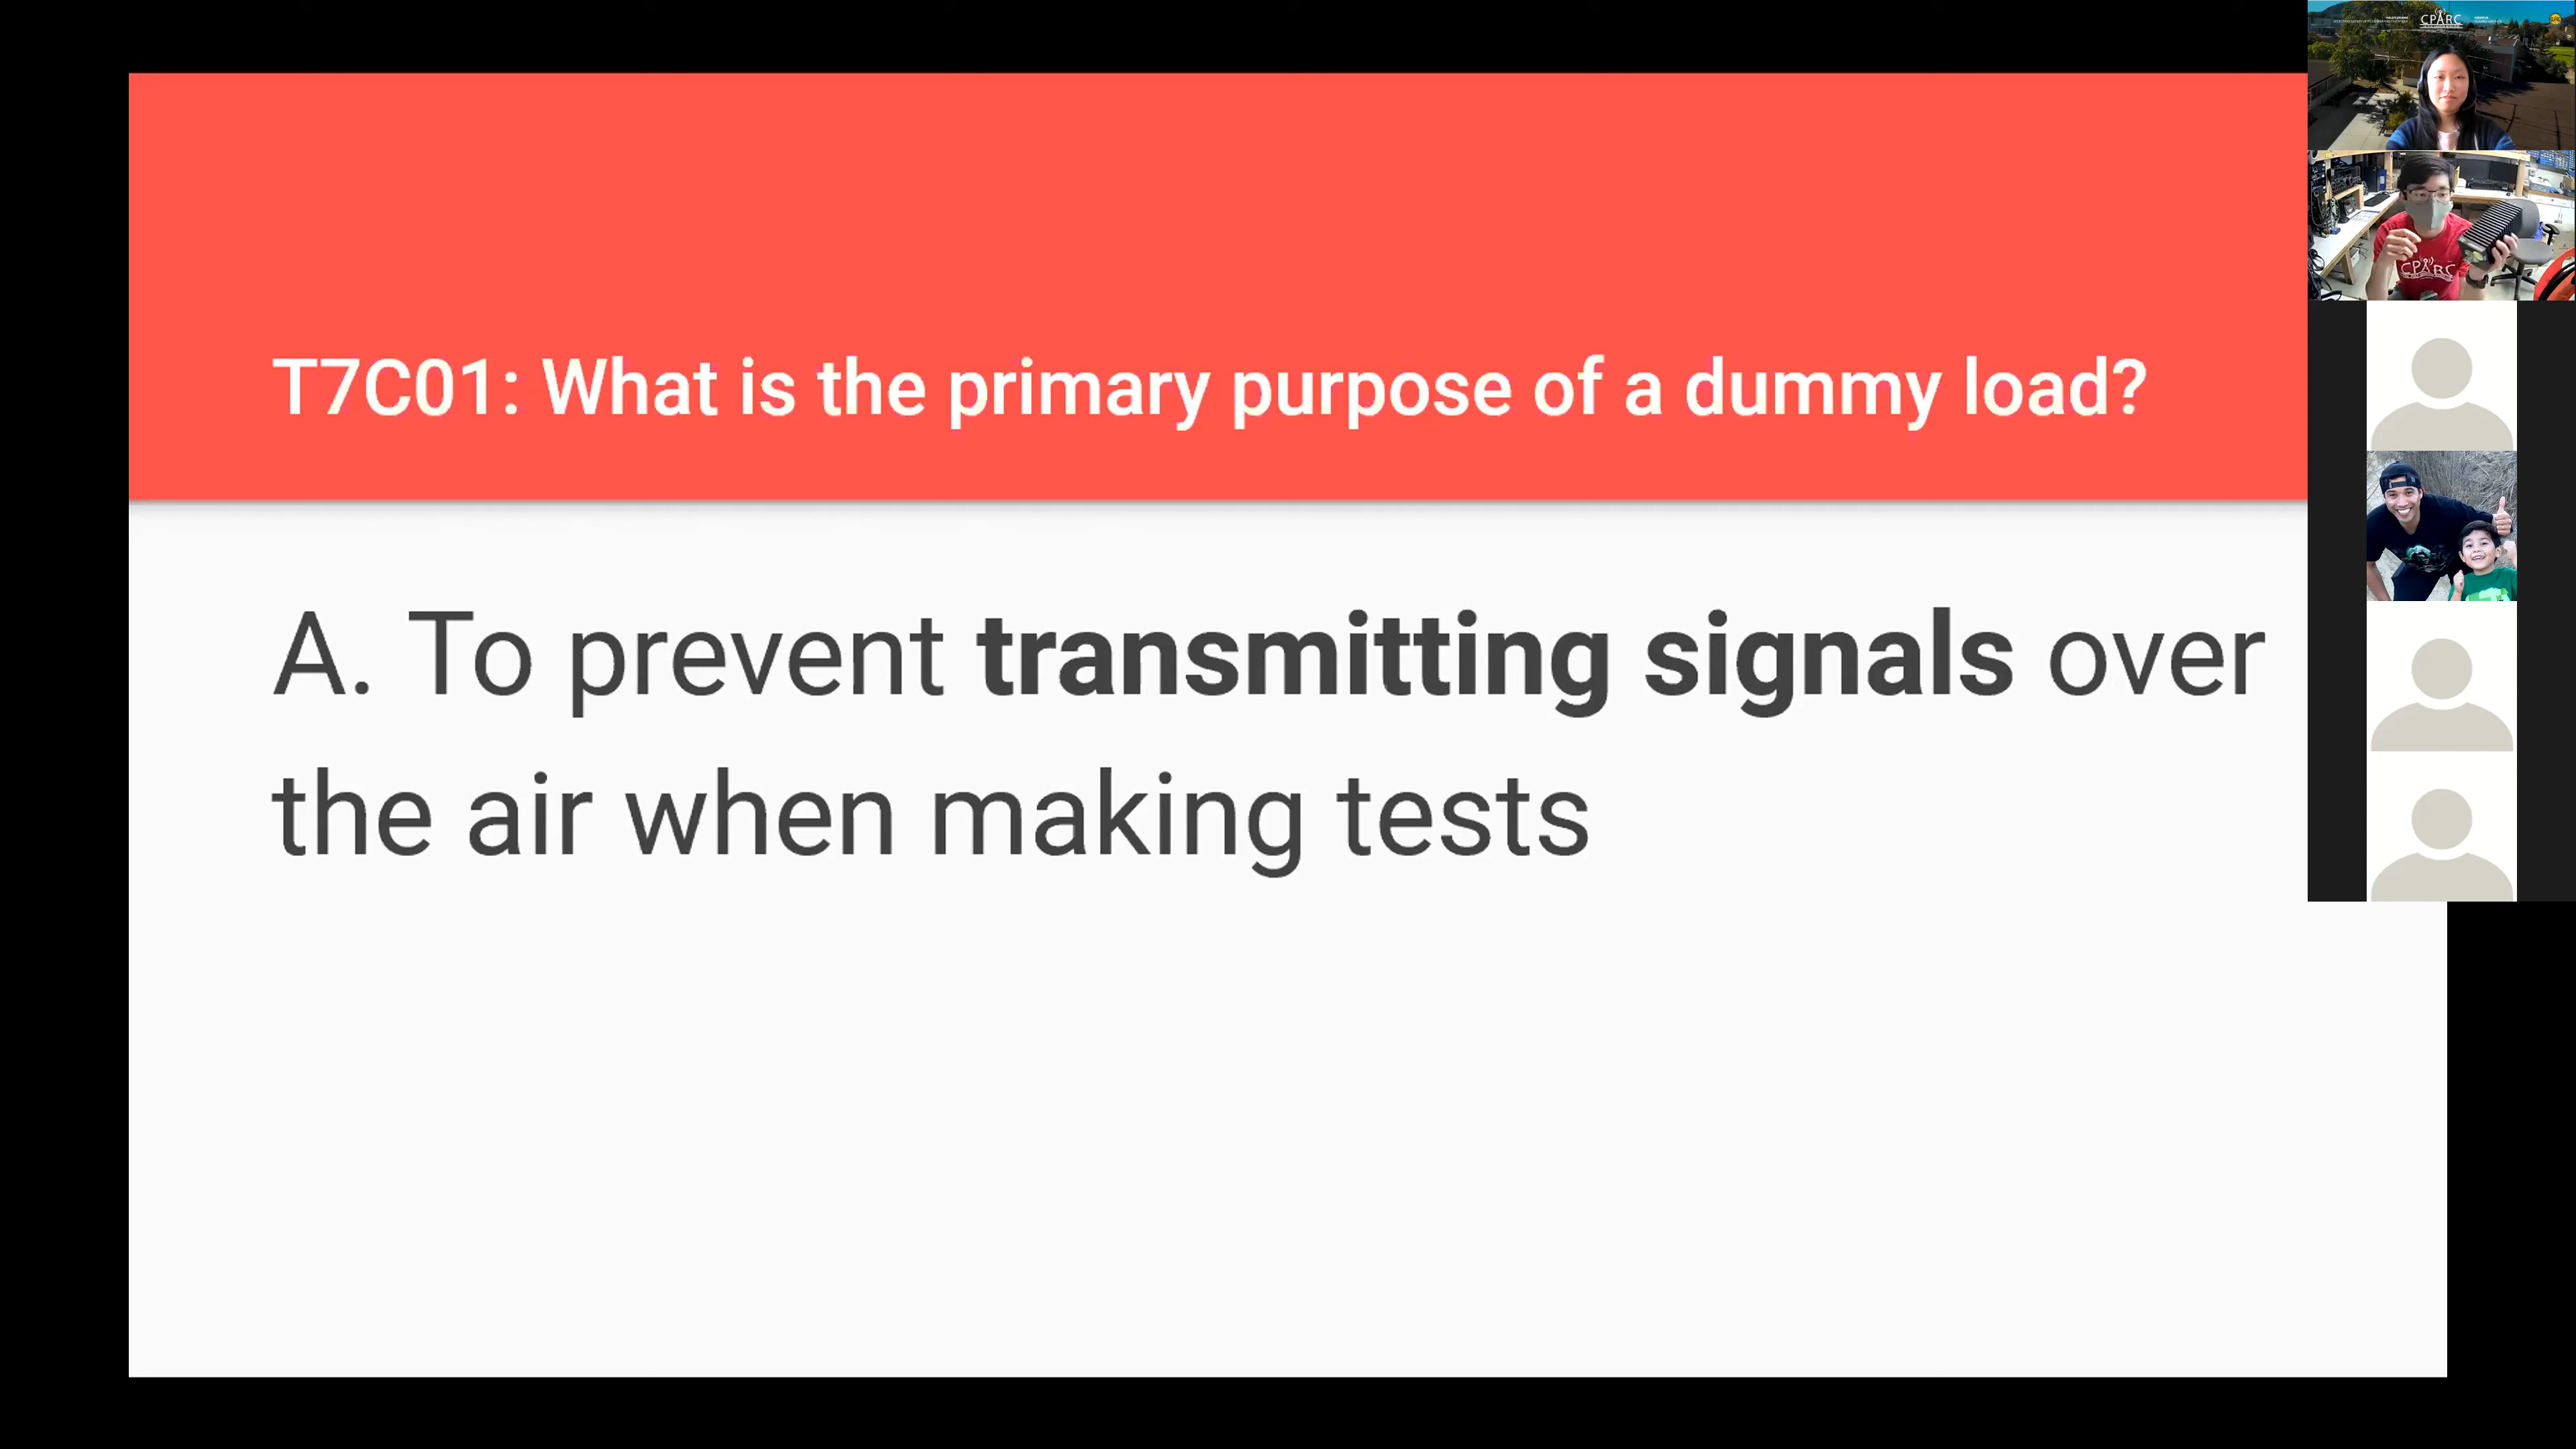 T7C01: What is the primary purpose of a dummy load?
A. To prevent transmitting signals over
the air when making tests
CPARC
CPARC